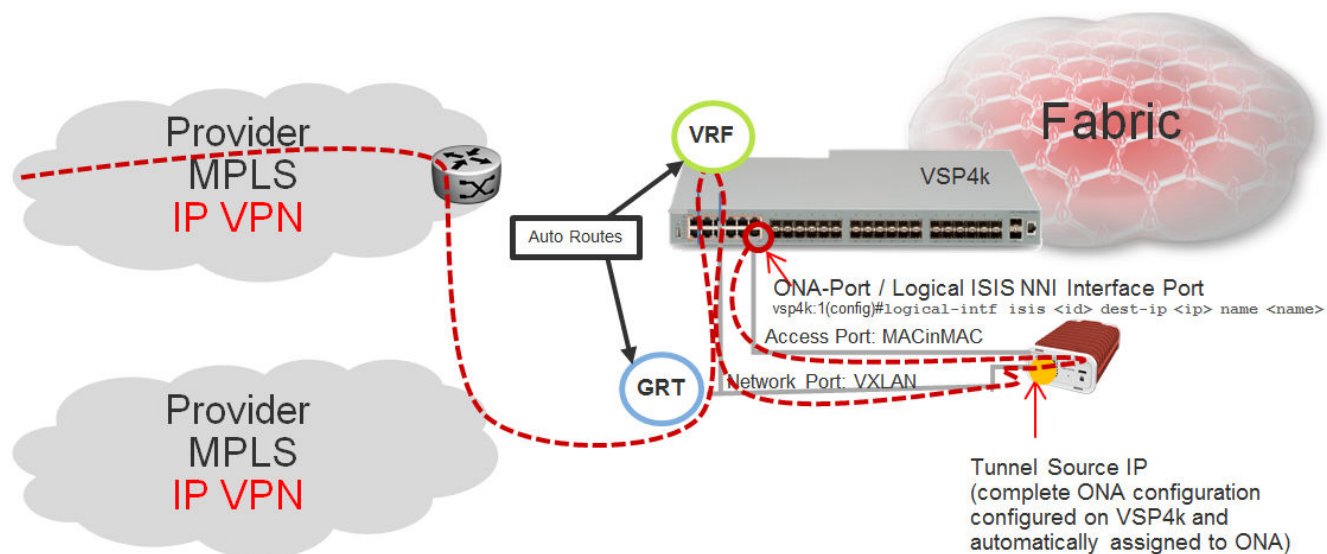 Provider
MPLS
IP VPN
VRF
Fabric
VSP4k
Auto Routes
ONA-Port / Logical ISIS NNI Interface Port
vsp4k:1(config)#logical-intf isis <id> dest-ip <ip> name <name>
Access Port: MACinMAC
GRT
Network Port: VXLAN
Provider
MPLS
IP VPN
Tunnel Source IP
(complete ONA configuration
configured on VSP4k and
automatically assigned to ONA)